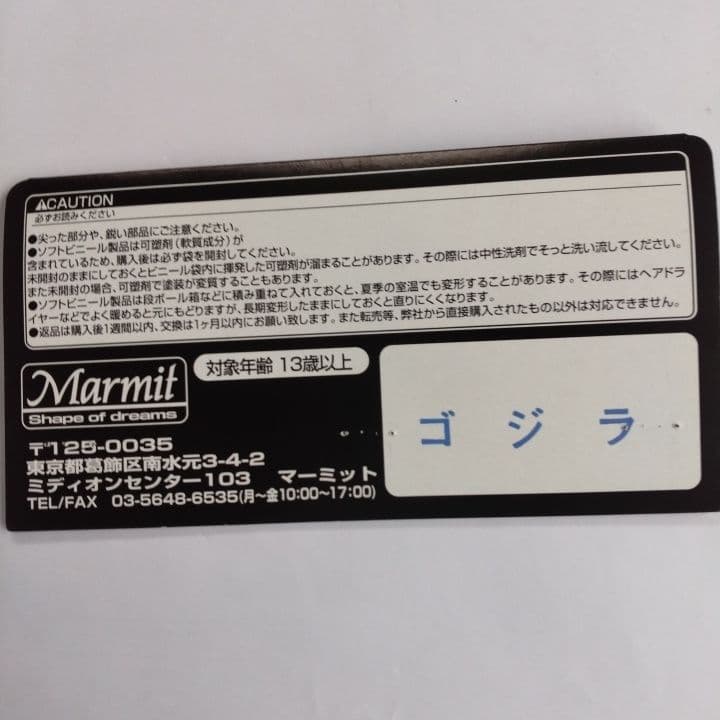 ⚠CAUTION
必ずお読みください
●尖った部分や、鋭い部品にご注意ください。
●ソフトビニール製品は可塑剤（軟質成分）が
含まれているため、購入後は必ず袋を開封してください。
未開封のままにしておくとビニール袋内に揮発した可塑剤が溜まることがあります。その際には中性洗剤でそっと洗い流してください。
また未開封の場合、可塑剤で塗装が変質することもあります。
●ソフトビニール製品は段ボール箱などに積み重ねて入れておくと、夏季の室温でも変形することがあります。その際にはヘアドラ
イヤーなどでよく暖めると元にもどりますが、長期変形したままにしておくと直りにくくなります。
●返品は購入後1週間以内、交換は1ヶ月以内にお願い致します。また転売等、弊社から直接購入されたもの以外は対応できません。
Marmit
Shape of dreams
対象年齢 13歳以上
〒125-0035
東京都葛飾区南水元3-4-2
ミディオンセンター103 マーミット
TEL/FAX 03-5648-6535(月～金10:00～17:00)
ゴジラ